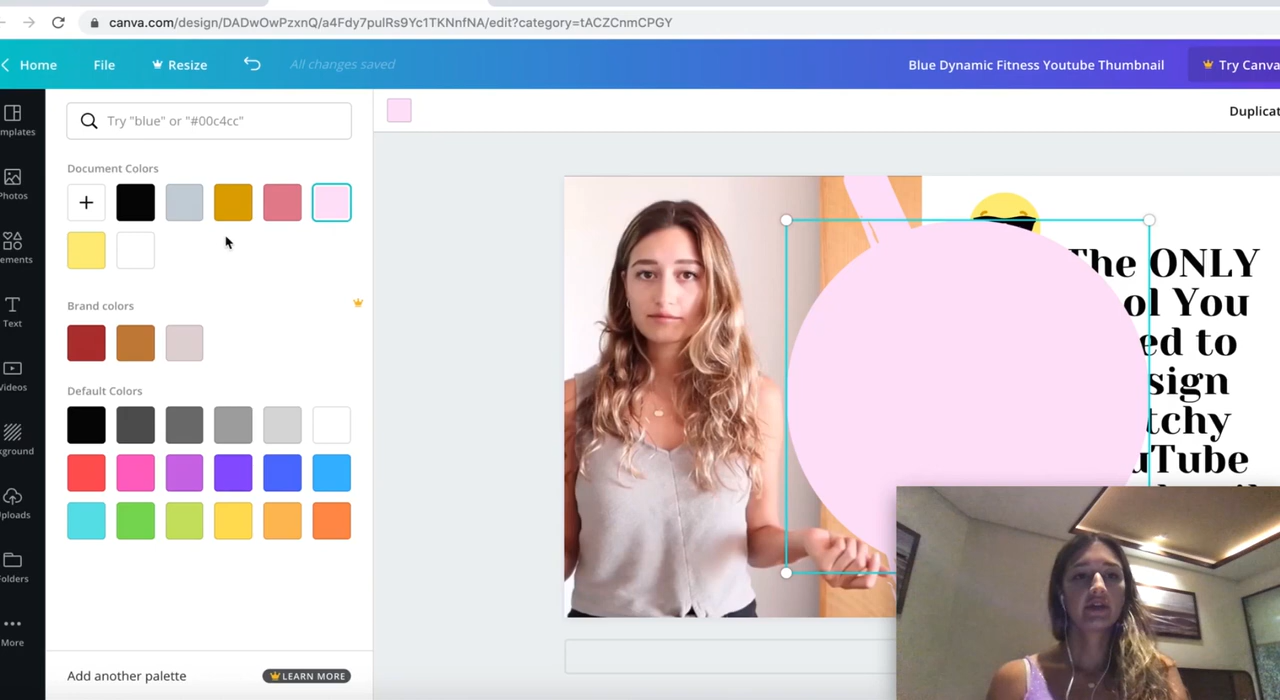 canva.com/design/DADwOwPzxnQ/a4Fdy7pulRs9Yc1TKNnfNA/edit?category=tACZCnmCPGY
Home File Resize All changes saved Blue Dynamic Fitness Youtube Thumbnail Try Canva
Try "blue" or "#00c4cc"
Duplicat
mplates
Document Colors
Photos
ements
Brand colors
Text
Default Colors
Videos
kground
Uploads
Folders
More
Add another palette LEARN MORE
The ONLY
ol You
ed to
sign
tchy
uTube